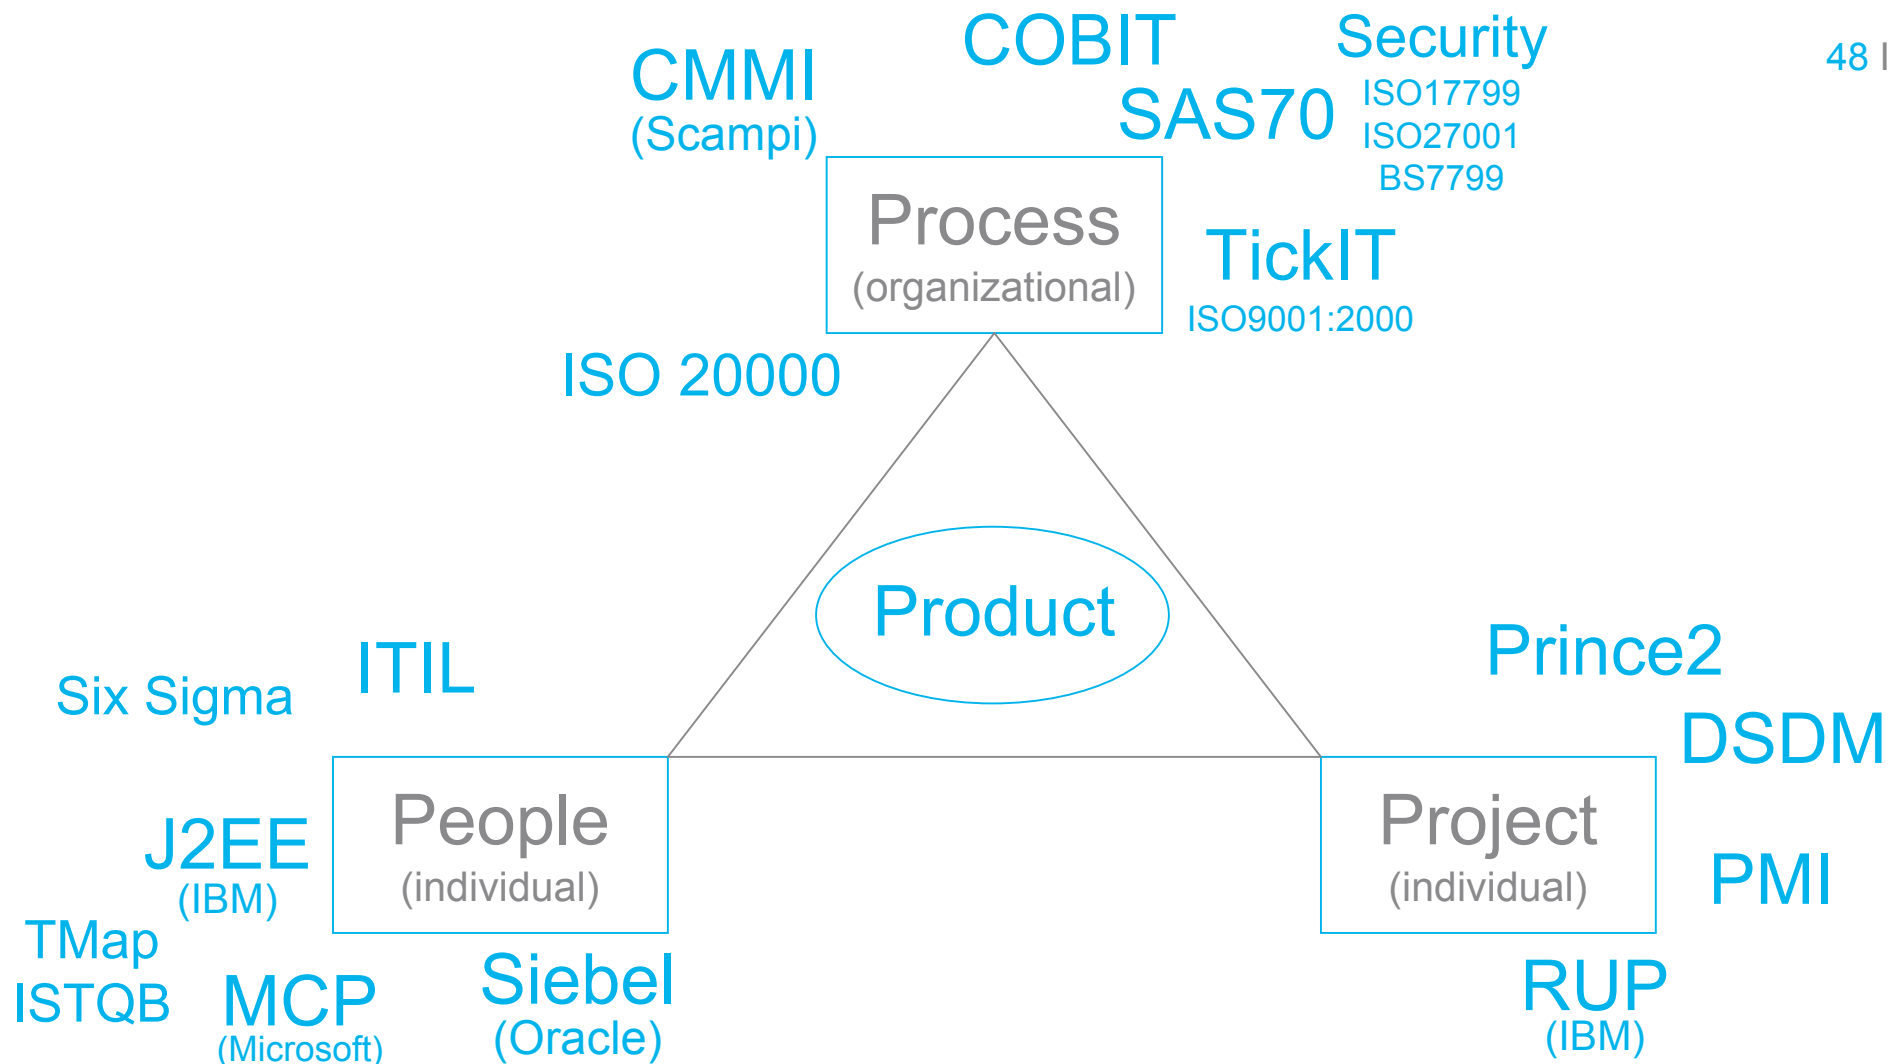 COBIT
Security
48 |
CMMI
(Scampi)
SAS70
ISO17799
ISO27001
BS7799
Process
(organizational)
TickIT
ISO9001:2000
ISO 20000
Product
Prince2
ITIL
Six Sigma
DSDM
People
(individual)
Project
(individual)
J2EE
(IBM)
PMI
TMap
ISTQB
MCP
(Microsoft)
Siebel
(Oracle)
RUP
(IBM)